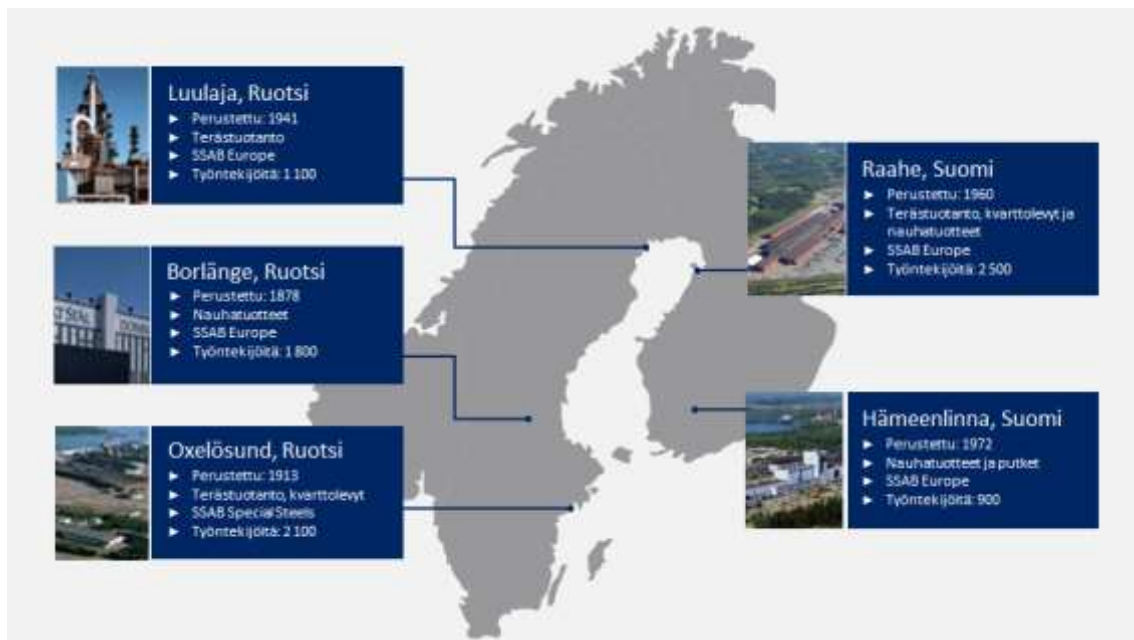 Luulaja, Ruotsi
► Perustettu: 1941
► Terästuotanto
► SSAB Europe
► Työntekijöitä: 1 100
Borlänge, Ruotsi
► Perustettu: 1878
► Nauhatuotteet
► SSAB Europe
► Työntekijöitä: 1 800
Oxelösund, Ruotsi
► Perustettu: 1913
► Terästuotanto, kvarttolevyt
► SSAB Special Steels
► Työntekijöitä: 2 100
Raahe, Suomi
► Perustettu: 1960
► Terästuotanto, kvarttolevyt ja
nauhatuotteet
► SSAB Europe
► Työntekijöitä: 2 500
Hämeenlinna, Suomi
► Perustettu: 1972
► Nauhatuotteet ja putket
► SSAB Europe
► Työntekijöitä: 900